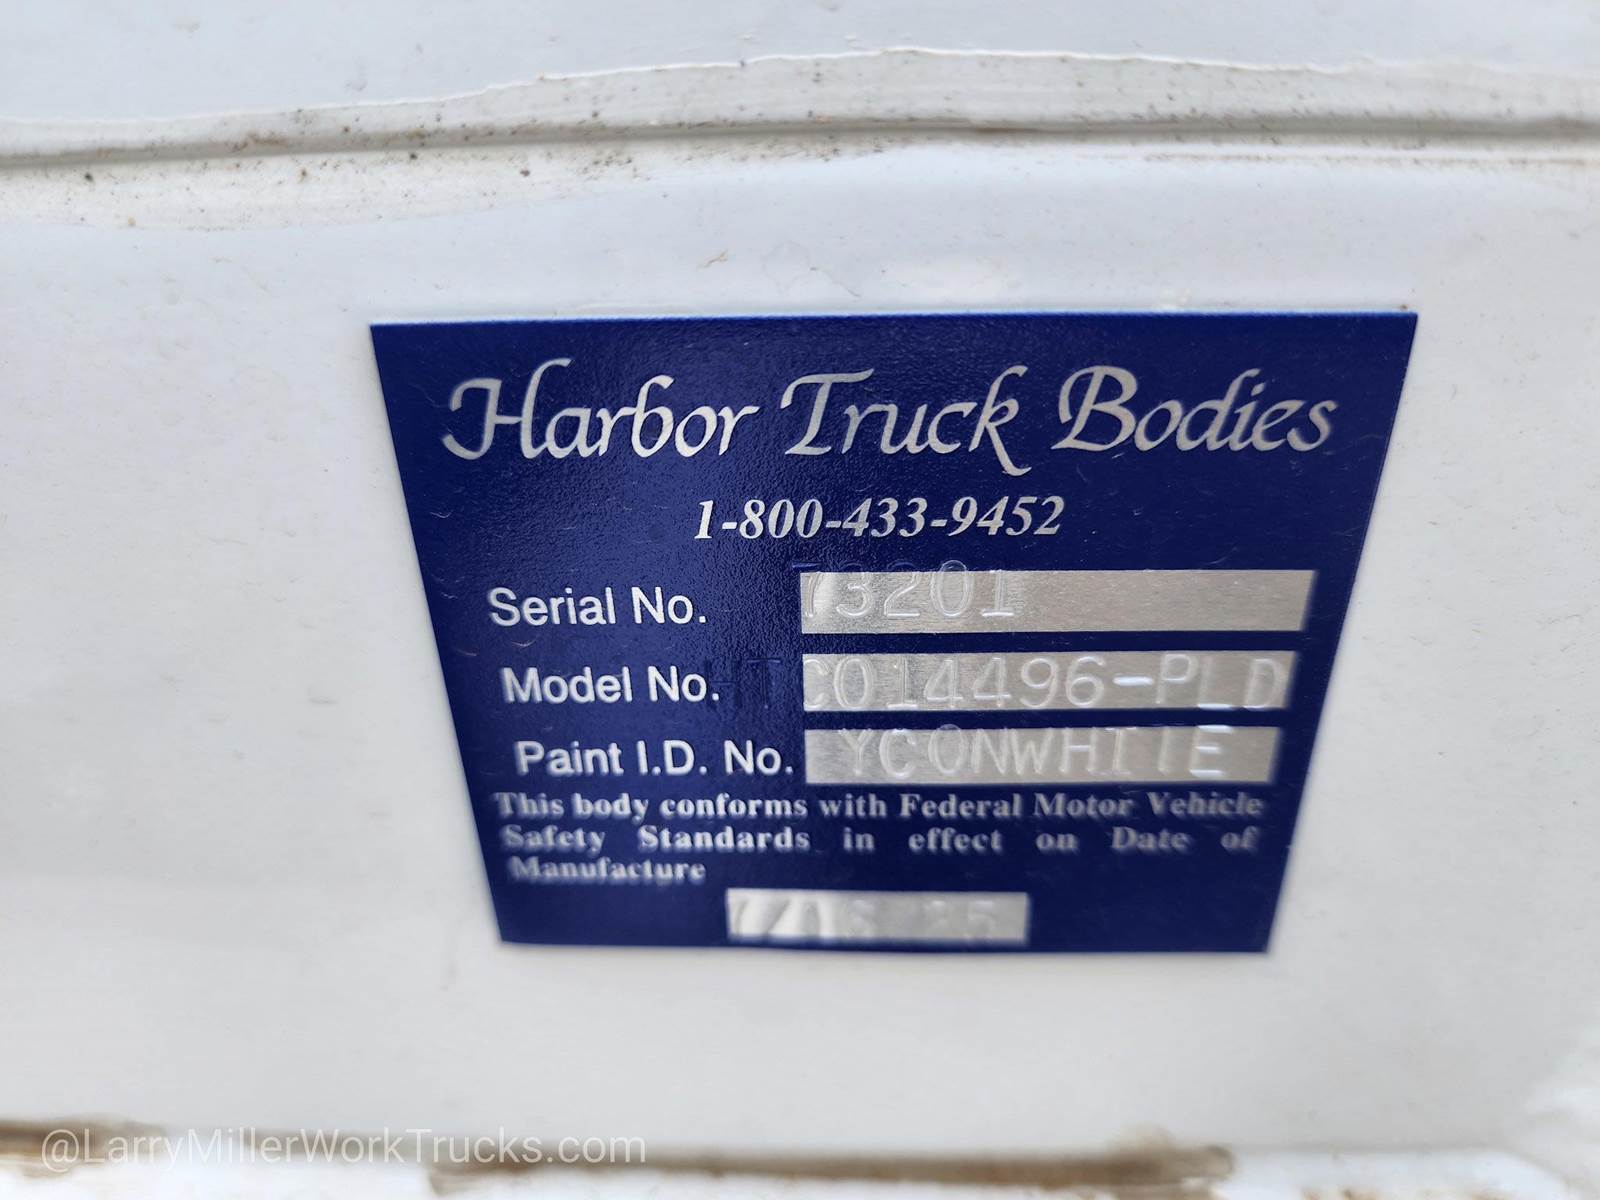 Harbor Truck Bodies
1-800-433-9452
Serial No. 73201
Model No. HTCO14496-PLD
Paint I.D. No. YCONWHITE
This body conforms with Federal Motor Vehicle
Safety Standards in effect on Date of
Manufacture
@LarryMillerWorkTrucks.com